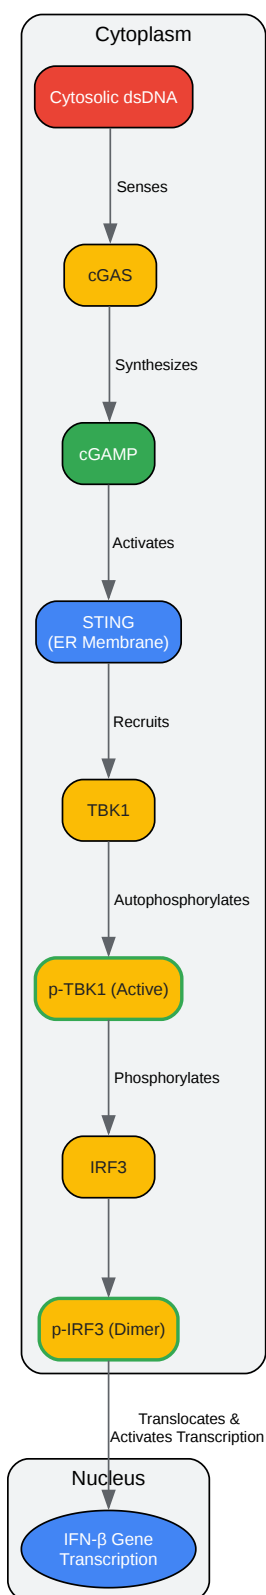 Cytoplasm
Cytosolic dsDNA
Senses
cGAS
Synthesizes
cGAMP
Activates
STING
(ER Membrane)
Recruits
TBK1
Autophosphorylates
p-TBK1 (Active)
Phosphorylates
IRF3
p-IRF3 (Dimer)
Translocates &
Activates Transcription
Nucleus
IFN-β Gene
Transcription